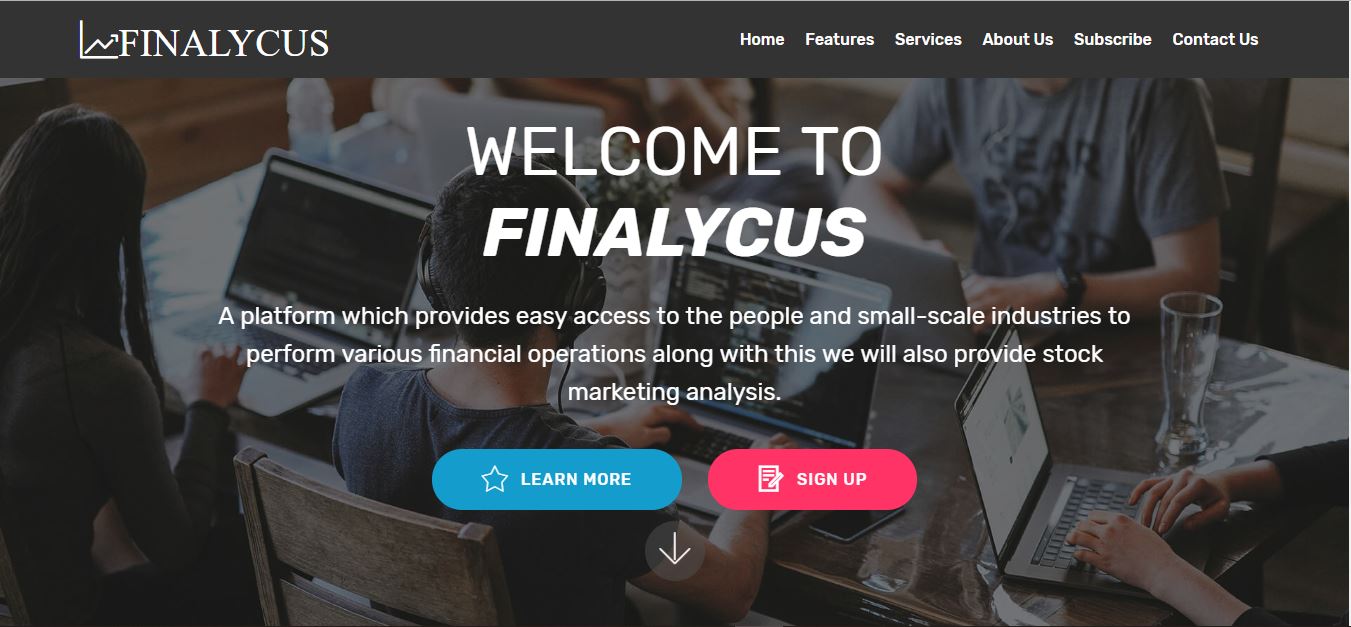 FINALYCUS
Home Features Services About Us Subscribe Contact Us
WELCOME TO
FINALYCUS
A platform which provides easy access to the people and small-scale industries to
perform various financial operations along with this we will also provide stock
marketing analysis.
LEARN MORE
SIGN UP